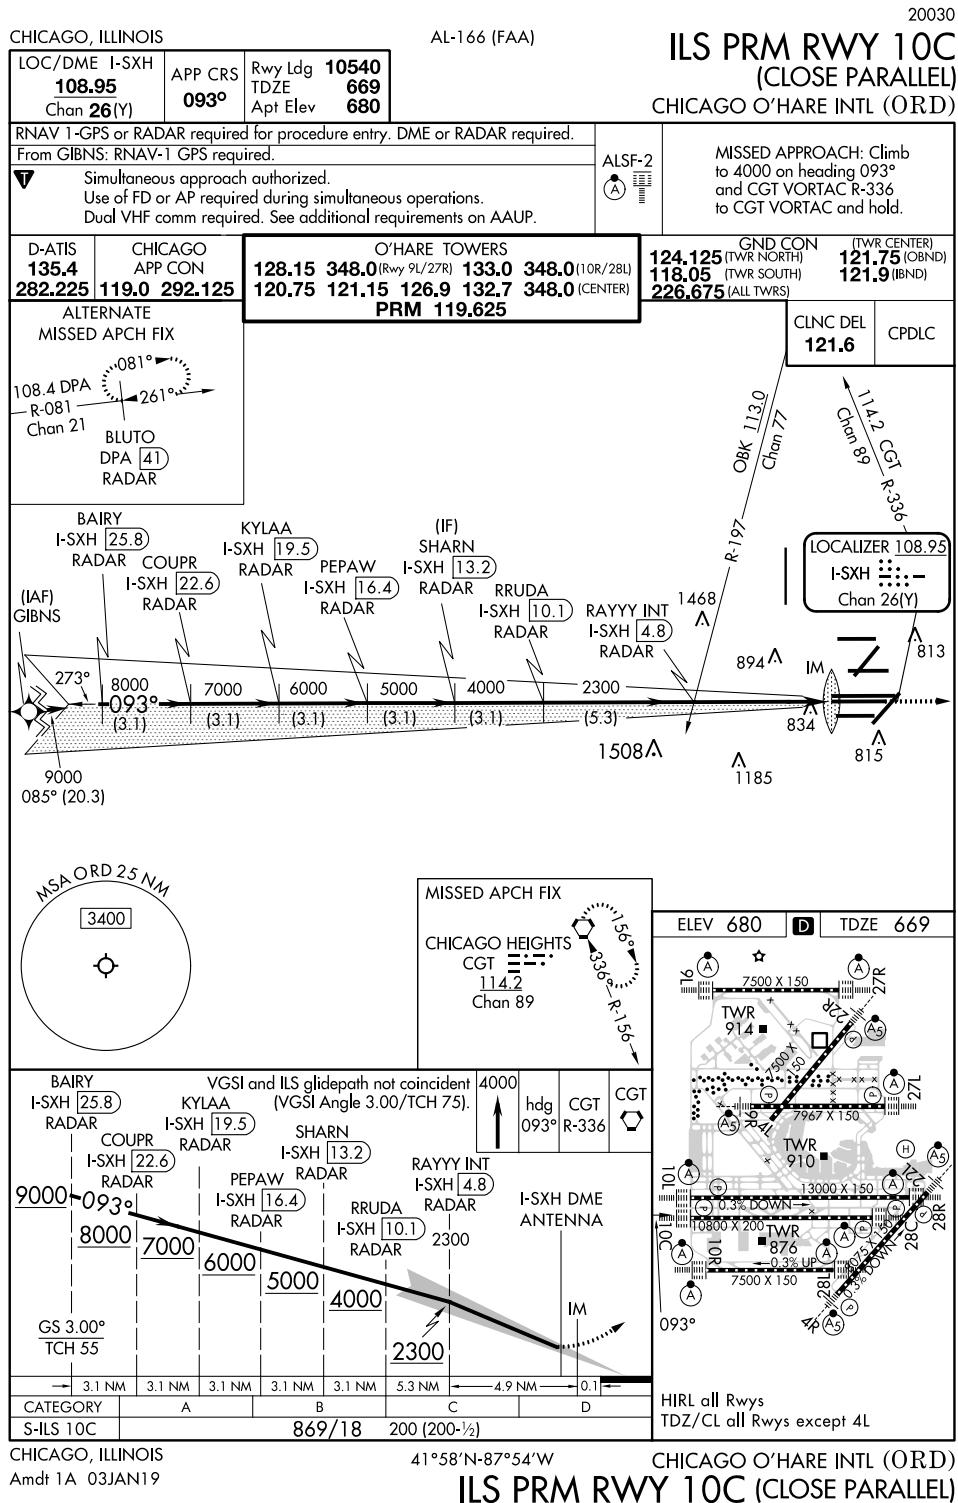 20030
CHICAGO, ILLINOIS
AL-166 (FAA)
ILS PRM RWY 10C
(CLOSE PARALLEL)
CHICAGO O'HARE INTL (ORD)
LOC/DME I-SXH
108.95
Chan 26(Y)
APP CRS
093°
Rwy Ldg 10540
TDZE 669
Apt Elev 680
RNAV 1-GPS or RADAR required for procedure entry. DME or RADAR required.
From GIBNS: RNAV-1 GPS required.
T
Simultaneous approach authorized.
Use of FD or AP required during simultaneous operations.
Dual VHF comm required. See additional requirements on AAUP.
ALSF-2
A
MISSED APPROACH: Climb
to 4000 on heading 093°
and CGT VORTAC R-336
to CGT VORTAC and hold.
D-ATIS
135.4
282.225
CHICAGO
APP CON
119.0 292.125
O'HARE TOWERS
128.15 348.0 (Rwy 9L/27R) 133.0 348.0 (10R/28L)
120.75 121.15 126.9 132.7 348.0 (CENTER)
PRM 119.625
GND CON
124.125 (TWR NORTH)
118.05 (TWR SOUTH)
226.675 (ALL TWRS)
(TWR CENTER)
121.75 (OBND)
121.9 (IBND)
CLNC DEL
121.6
CPDLC
ALTERNATE
MISSED APCH FIX
081°
261°
108.4 DPA
R-081
Chan 21
BLUTO
DPA 41
RADAR
OBK 113.0
Chan 77
R-197
114.2 CGT
Chan 89
R-336
LOCALIZER 108.95
I-SXH
Chan 26(Y)
(IAF)
GIBNS
BAIRY
I-SXH 25.8
RADAR
COUPR
I-SXH 22.6
RADAR
KYLAA
I-SXH 19.5
RADAR
PEPAW
I-SXH 16.4
RADAR
(IF)
SHARN
I-SXH 13.2
RADAR
RRUDA
I-SXH 10.1
RADAR
RAYYY INT
I-SXH 4.8
RADAR
1468
894
IM
813
834
815
1508
1185
273°
8000
093°
(3.1)
7000
(3.1)
6000
(3.1)
5000
(3.1)
4000
(3.1)
2300
(5.3)
9000
085° (20.3)
MSA ORD 25 NM
3400
MISSED APCH FIX
CHICAGO HEIGHTS
CGT
114.2
Chan 89
156°
336°
R-156
ELEV 680
D
TDZE 669
9L
7500 X 150
27R
TWR
914
22R
7500 X 150
27L
9R
4L
7967 X 150
TWR
910
H
10L
13000 X 150
22L
0.3% DOWN
28R
10C
10800 X 200
28C
TWR
876
10R
0.3% UP
7500 X 150
28L
8075 X 150
0.3% DOWN
4R
093°
HIRL all Rwys
TDZ/CL all Rwys except 4L
VGSI and ILS glidepath not coincident
(VGSI Angle 3.00/TCH 75).
4000
hdg
093°
CGT
R-336
CGT
BAIRY
I-SXH 25.8
RADAR
COUPR
I-SXH 22.6
RADAR
KYLAA
I-SXH 19.5
RADAR
PEPAW
I-SXH 16.4
RADAR
SHARN
I-SXH 13.2
RADAR
RRUDA
I-SXH 10.1
RADAR
RAYYY INT
I-SXH 4.8
RADAR
2300
I-SXH DME
ANTENNA
9000
093°
8000
7000
6000
5000
4000
2300
IM
GS 3.00°
TCH 55
3.1 NM 3.1 NM 3.1 NM 3.1 NM 3.1 NM 5.3 NM 4.9 NM 0.1
CATEGORY A B C D
S-ILS 10C 869/18 200 (200-½)
CHICAGO, ILLINOIS
Amdt 1A 03JAN19
41°58'N-87°54'W
CHICAGO O'HARE INTL (ORD)
ILS PRM RWY 10C (CLOSE PARALLEL)